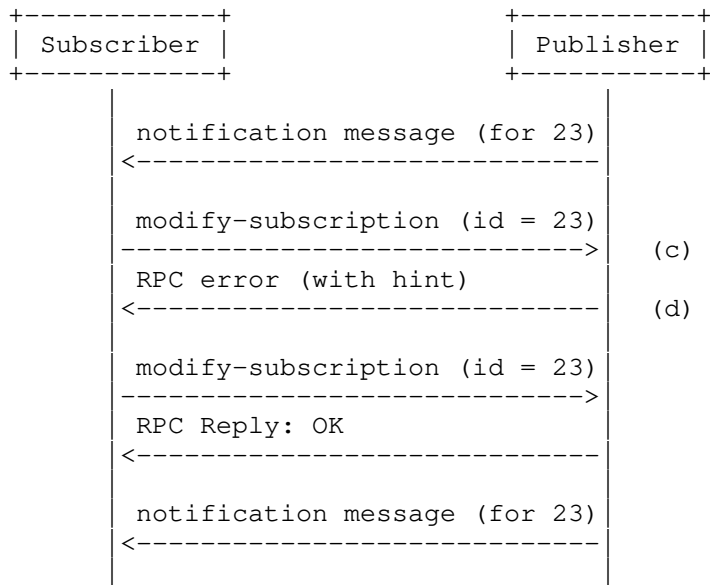 Subscriber Publisher
notification message (for 23)
modify-subscription (id = 23)
(c)
RPC error (with hint)
(d)
modify-subscription (id = 23)
RPC Reply: OK
notification message (for 23)